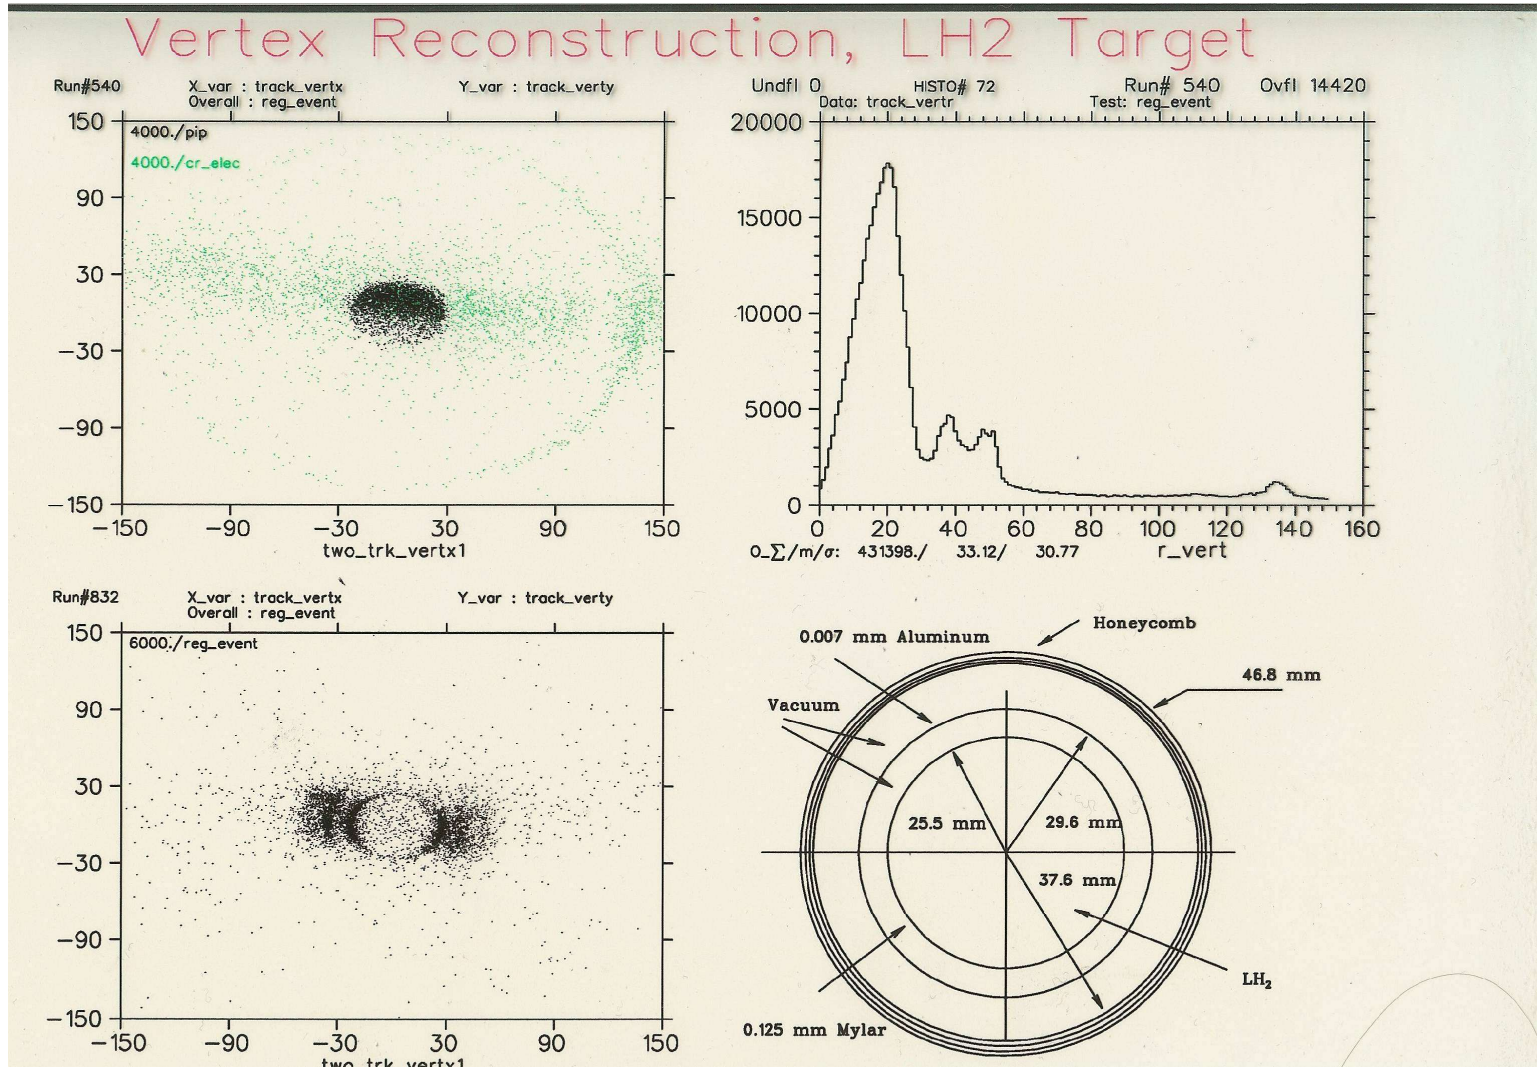 Vertex Reconstruction, LH2 Target
Run#540 X_var : track_vertx Y_var : track_verty
Overall : reg_event
150
4000./pip
4000./cr_elec
90
30
-30
-90
-150
-150 -90 -30 30 90 150
two_trk_vertx1
Undfl 0 HISTO# 72 Run# 540 Ovfl 14420
Data: track_vertr Test: reg_event
20000
15000
10000
5000
0
0 20 40 60 80 100 120 140 160
O_Σ/m/σ: 431398./ 33.12/ 30.77 r_vert
Run#832 X_var : track_vertx Y_var : track_verty
Overall : reg_event
150
6000./reg_event
90
30
-30
-90
-150
-150 -90 -30 30 90 150
two_trk_vertx1
Honeycomb
0.007 mm Aluminum
46.8 mm
Vacuum
25.5 mm
29.6 mm
37.6 mm
LH₂
0.125 mm Mylar